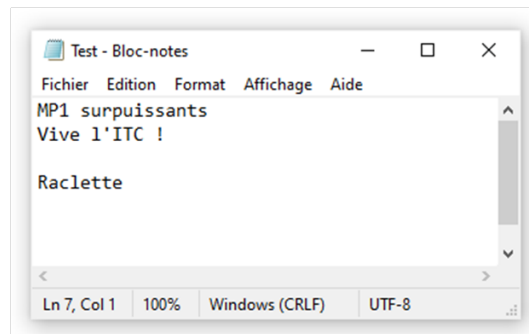 Test - Bloc-notes
Fichier Edition Format Affichage Aide
MP1 surpuissants
Vive l'ITC !
Raclette
Ln 7, Col 1 100% Windows (CRLF) UTF-8